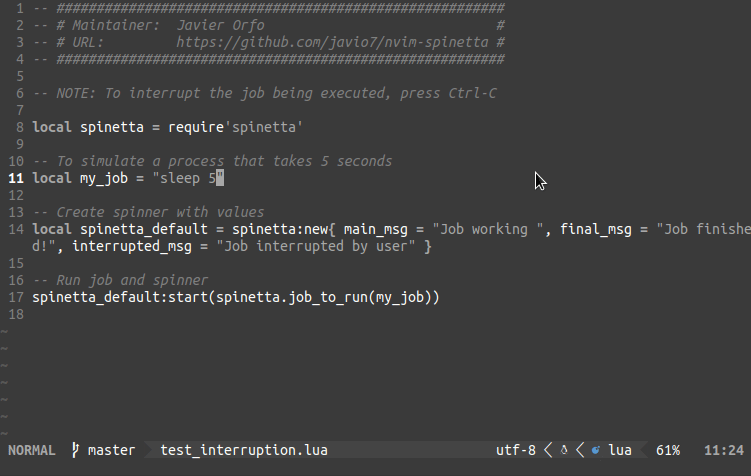 1 -- ########################################################
2 -- # Maintainer:  Javier Orfo                             #
3 -- # URL:         https://github.com/javio7/nvim-spinetta #
4 -- ########################################################
5
6 -- NOTE: To interrupt the job being executed, press Ctrl-C
7
8 local spinetta = require'spinetta'
9
10 -- To simulate a process that takes 5 seconds
11 local my_job = "sleep 5"
12
13 -- Create spinner with values
14 local spinetta_default = spinetta:new{ main_msg = "Job working ", final_msg = "Job finishe
d!", interrupted_msg = "Job interrupted by user" }
15
16 -- Run job and spinner
17 spinetta_default:start(spinetta.job_to_run(my_job))
18
~
~
~
~
~
~
~
NORMAL master test_interruption.lua utf-8 lua 61% 11:24